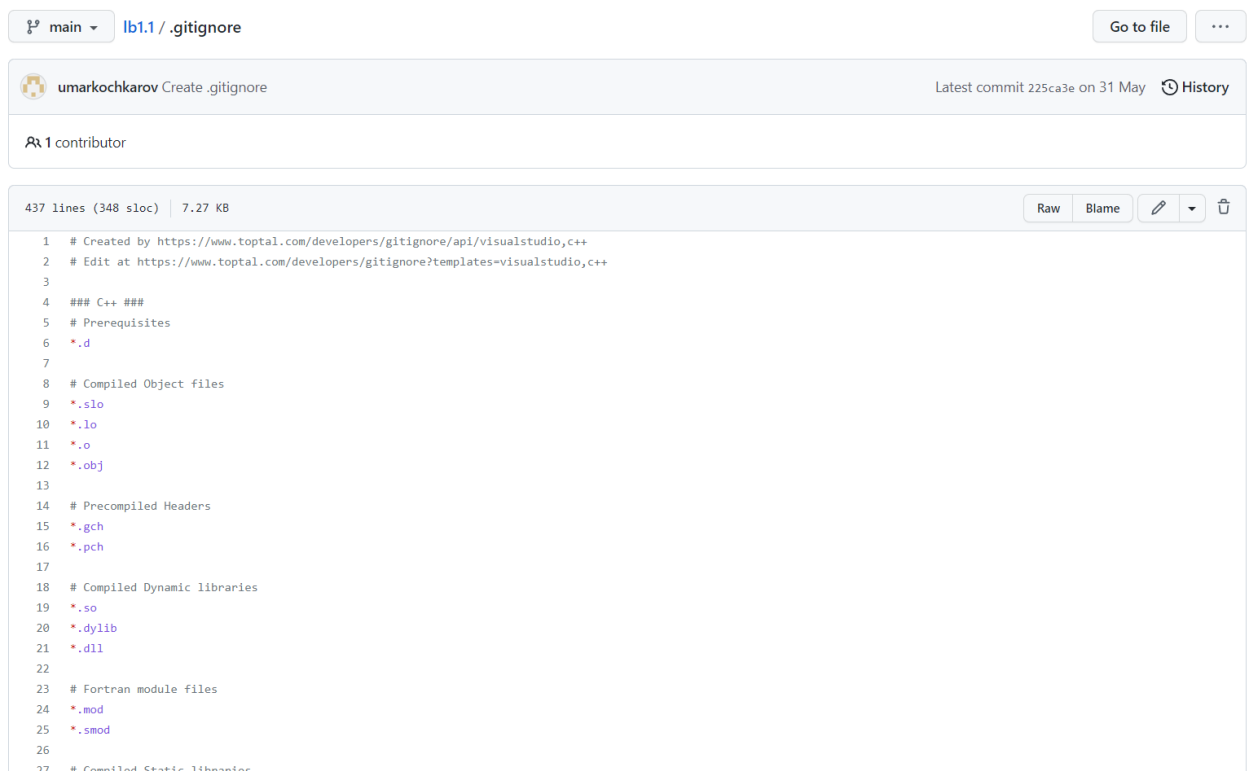 main
lb1.1 / .gitignore
Go to file
...
umarkochkarov Create .gitignore
Latest commit 225ca3e on 31 May
History
1 contributor
437 lines (348 sloc) 7.27 KB
Raw
Blame
1 # Created by https://www.toptal.com/developers/gitignore/api/visualstudio,c++
2 # Edit at https://www.toptal.com/developers/gitignore?templates=visualstudio,c++
3
4 ### C++ ###
5 # Prerequisites
6 *.d
7
8 # Compiled Object files
9 *.slo
10 *.lo
11 *.o
12 *.obj
13
14 # Precompiled Headers
15 *.gch
16 *.pch
17
18 # Compiled Dynamic libraries
19 *.so
20 *.dylib
21 *.dll
22
23 # Fortran module files
24 *.mod
25 *.smod
26
27 # Compiled Static libraries